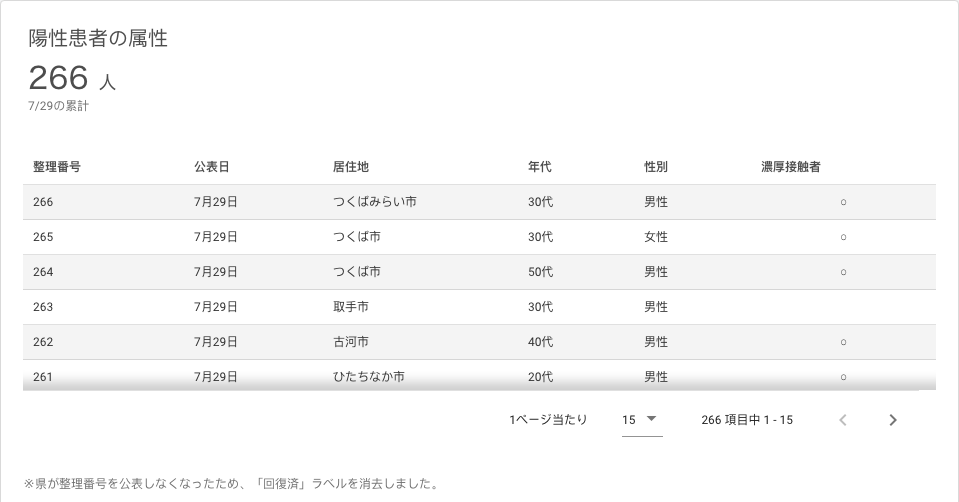 陽性患者の属性
266 人
7/29の累計
整理番号 公表日 居住地 年代 性別 濃厚接触者
266 7月29日 つくばみらい市 30代 男性 ○
265 7月29日 つくば市 30代 女性 ○
264 7月29日 つくば市 50代 男性 ○
263 7月29日 取手市 30代 男性
262 7月29日 古河市 40代 男性 ○
261 7月29日 ひたちなか市 20代 男性 ○
1ページ当たり 15 266 項目中 1 - 15
※県が整理番号を公表しなくなったため、「回復済」ラベルを消去しました。